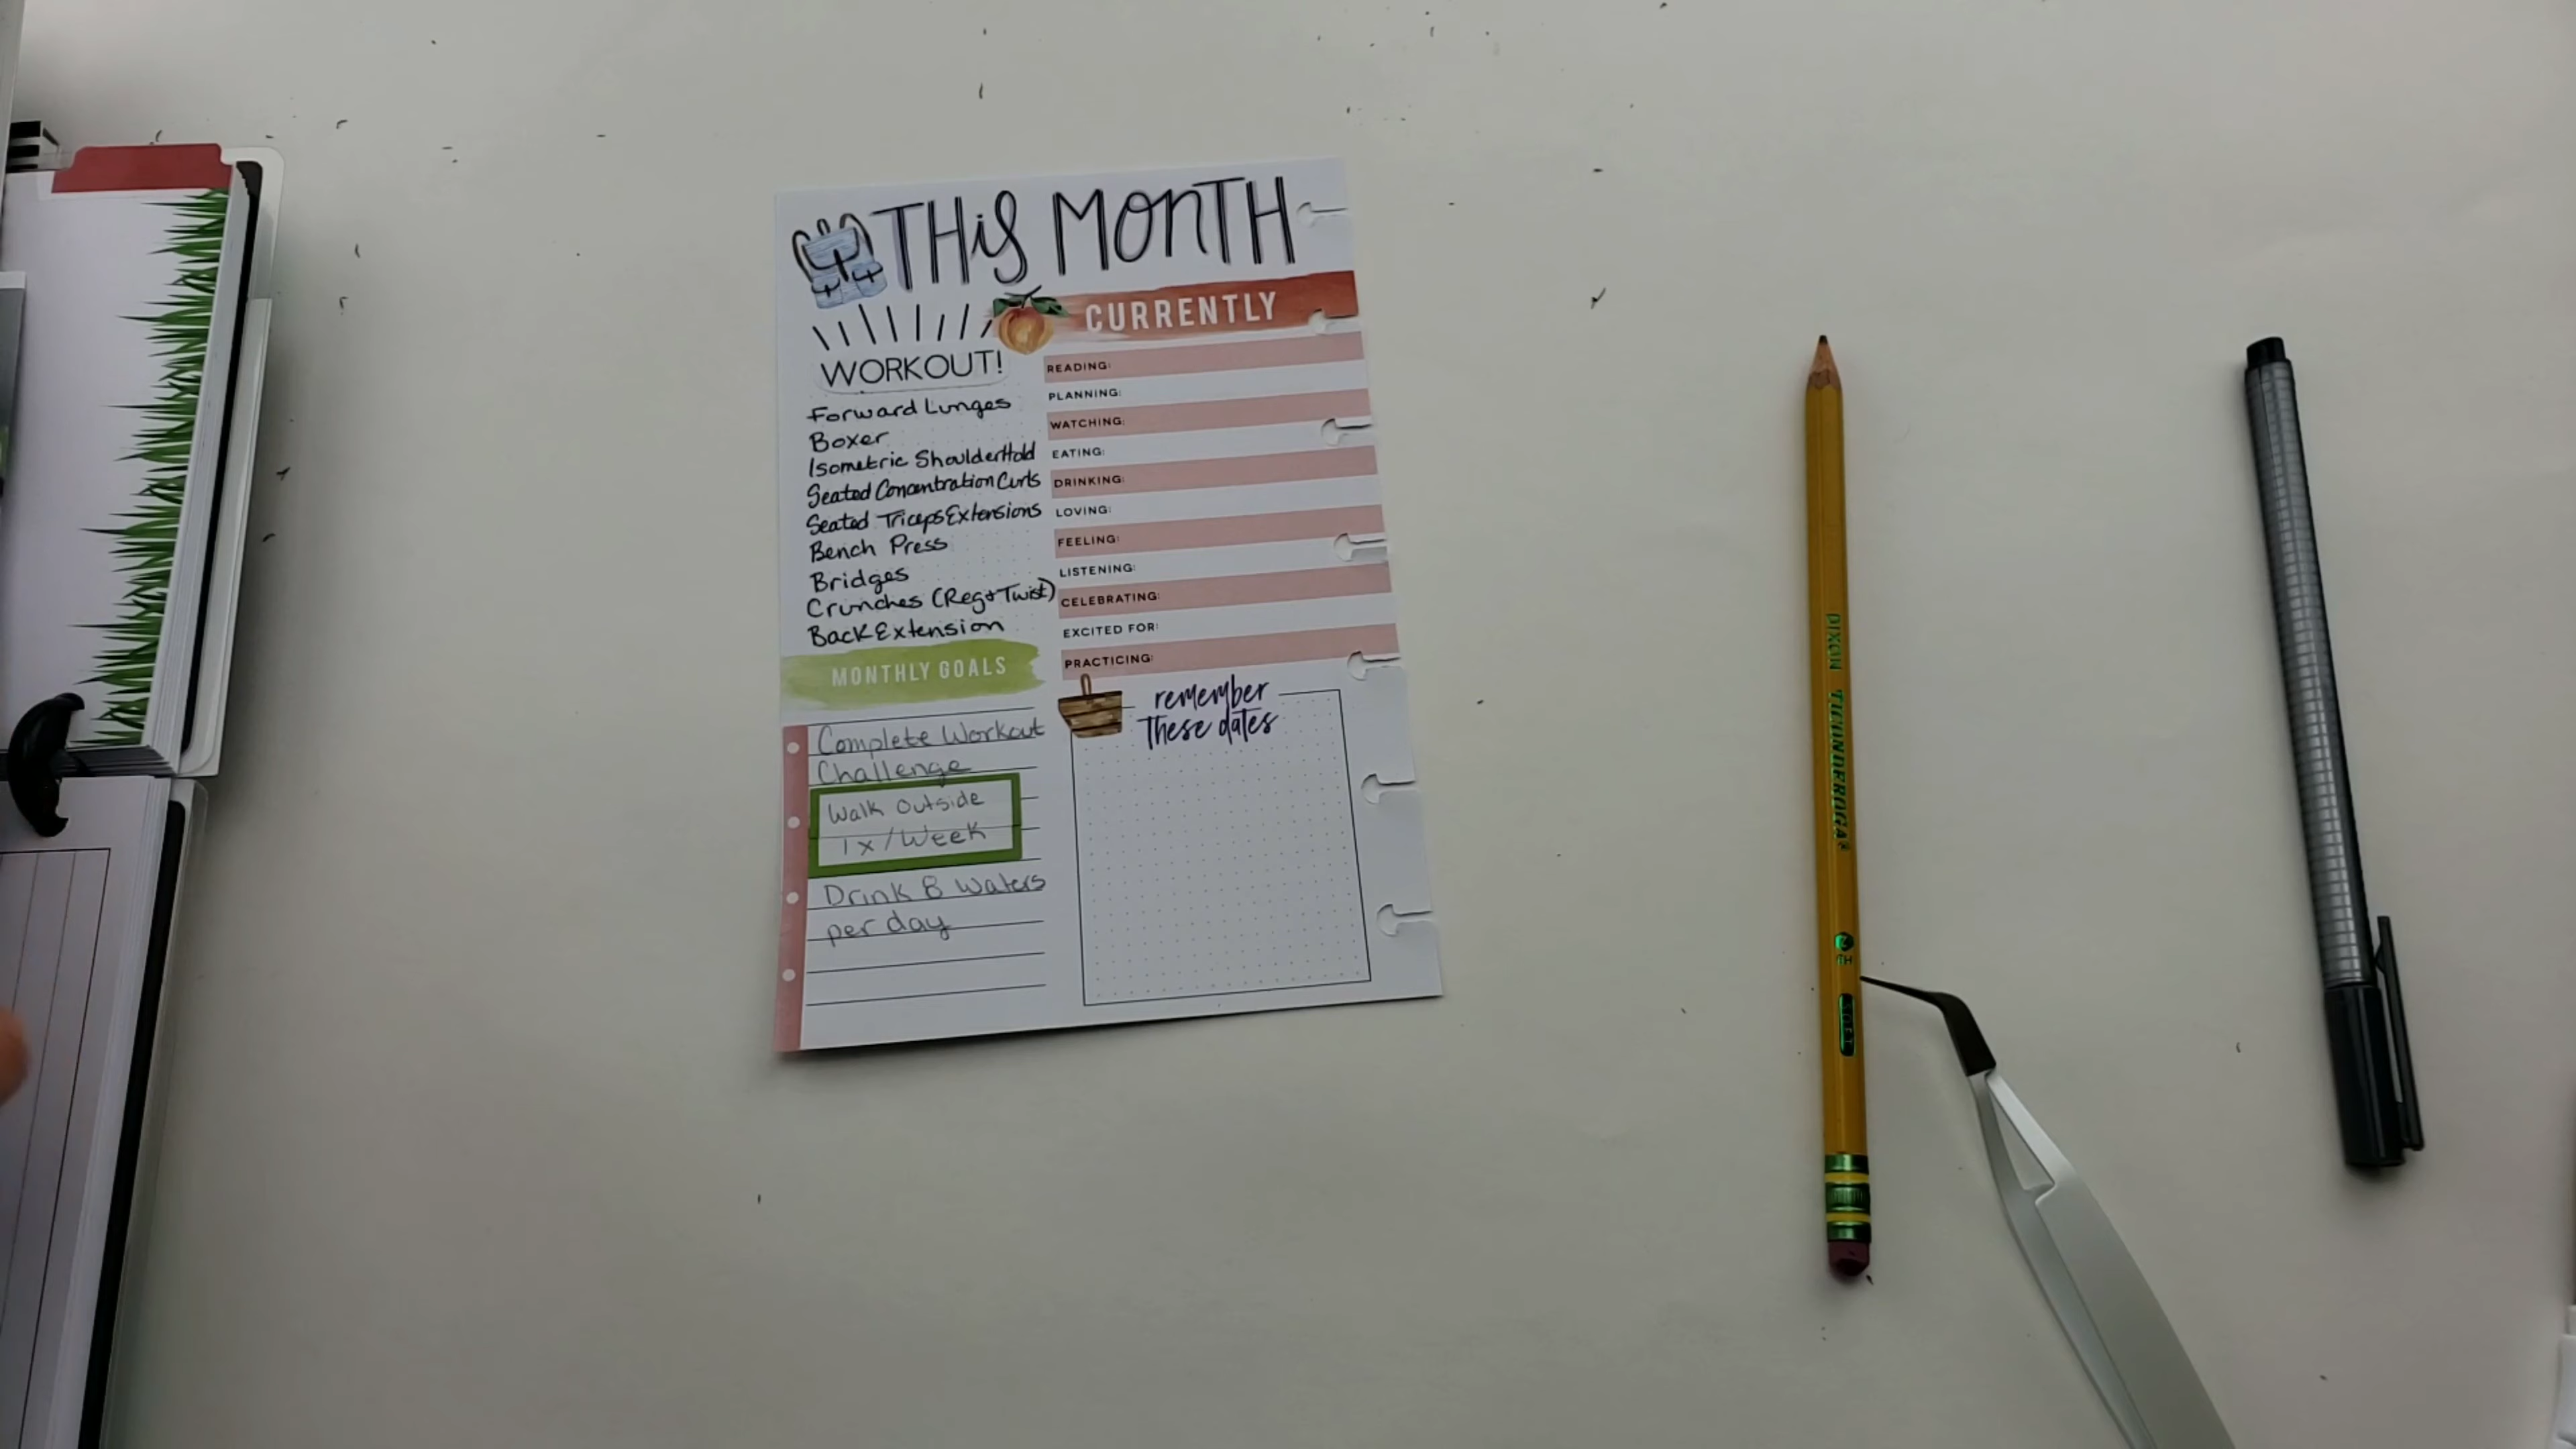 THiS MONTH
WORKOUT!
Forward Lunges
Boxer
Isometric Shoulder Hold
Seated Concentration Curls
Seated Triceps Extensions
Bench Press
Bridges
Crunches (Reg + Twist)
Back Extension
MONTHLY GOALS
Complete Workout
Challenge
Walk Outside
1x/Week
Drink 8 Waters
per day
CURRENTLY
READING:
PLANNING:
WATCHING:
EATING:
DRINKING:
LOVING:
FEELING:
LISTENING:
CELEBRATING:
EXCITED FOR:
PRACTICING:
remember
These dates
DIXON TICONDEROGA®
SOFT